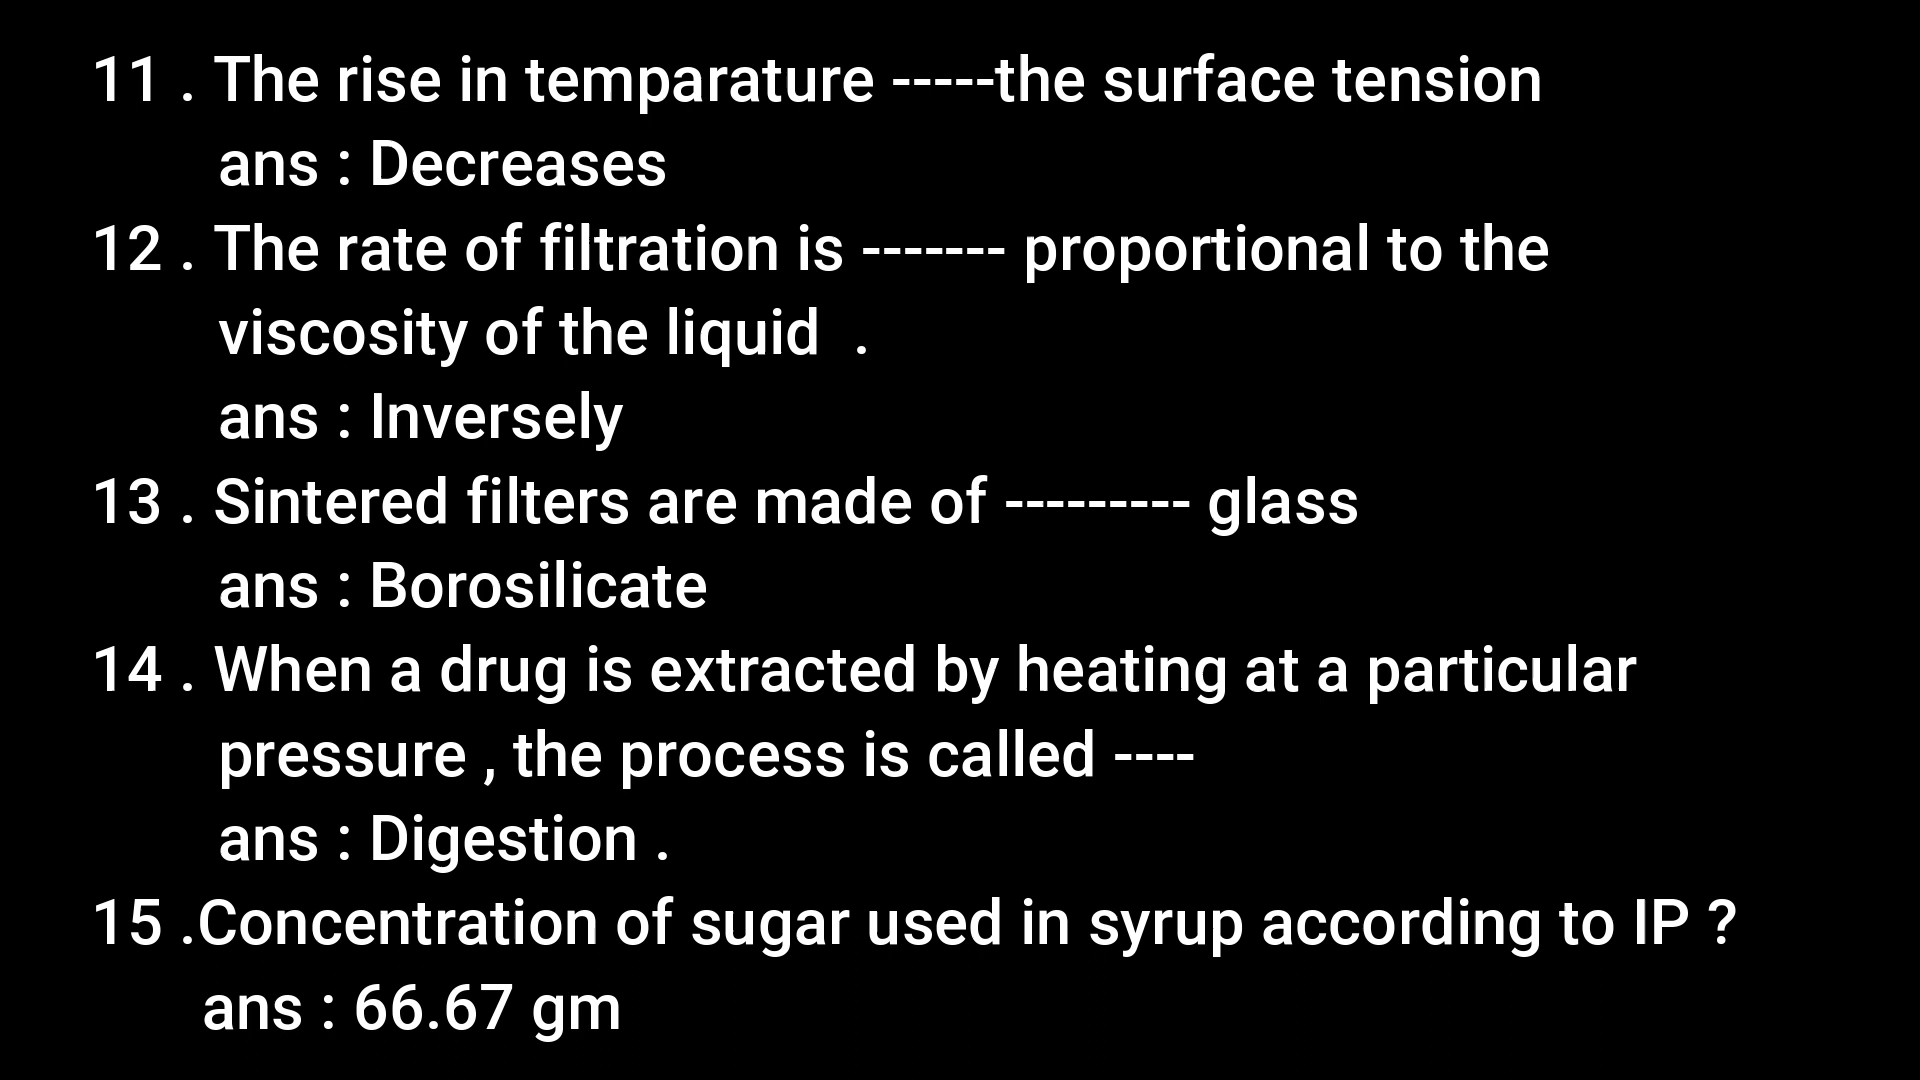 11 . The rise in temparature -----the surface tension
ans : Decreases
12 . The rate of filtration is ------- proportional to the
viscosity of the liquid  .
ans : Inversely
13 . Sintered filters are made of --------- glass
ans : Borosilicate
14 . When a drug is extracted by heating at a particular
pressure , the process is called ----
ans : Digestion .
15 .Concentration of sugar used in syrup according to IP ?
ans : 66.67 gm